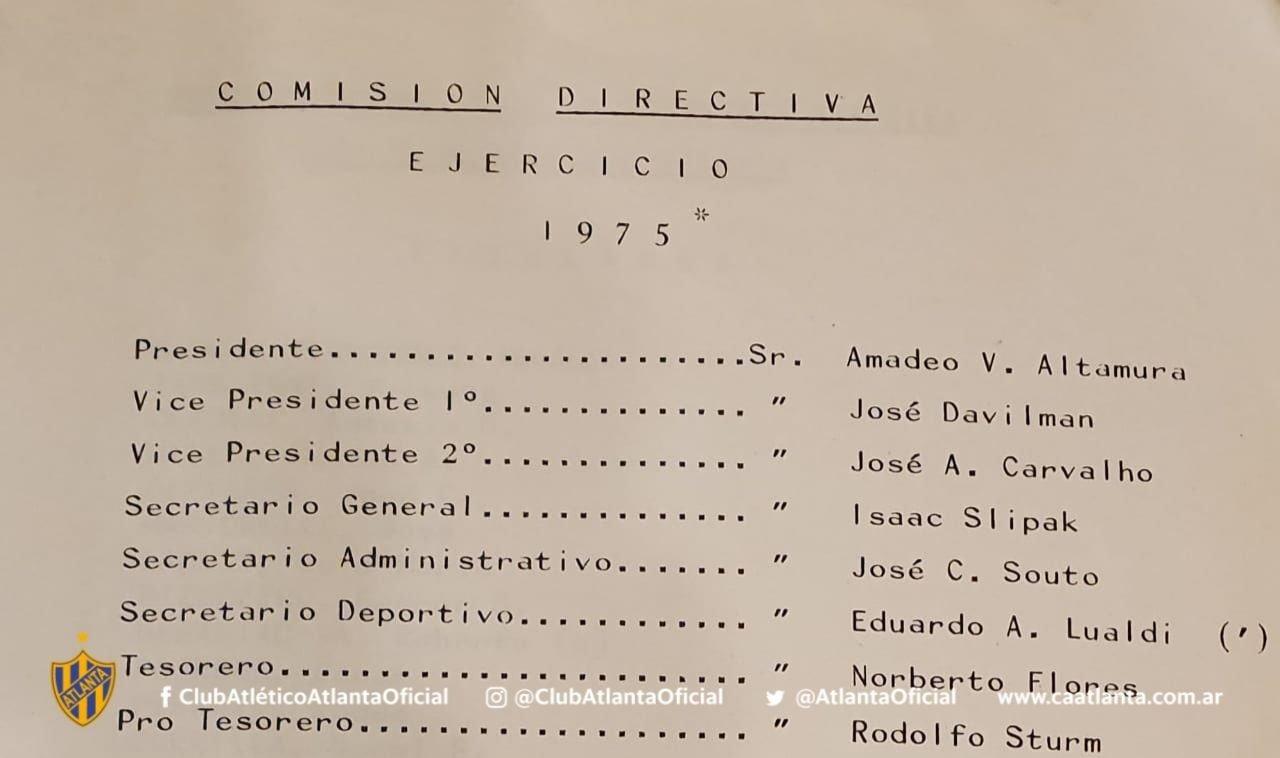 COMISION DIRECTIVA
EJERCICIO
1975*
Presidente......................Sr. Amadeo V. Altamura
Vice Presidente 1º.............. " José Davilman
Vice Presidente 2º.............. " José A. Carvalho
Secretario General.............. " Isaac Slipak
Secretario Administrativo....... " José C. Souto
Secretario Deportivo............ " Eduardo A. Lualdi (')
Tesorero........................ " Norberto Flores
ATLANTA
f ClubAtléticoAtlantaOficial @ClubAtlantaOficial @AtlantaOficial www.caatlanta.com.ar
Pro Tesorero.................... " Rodolfo Sturm